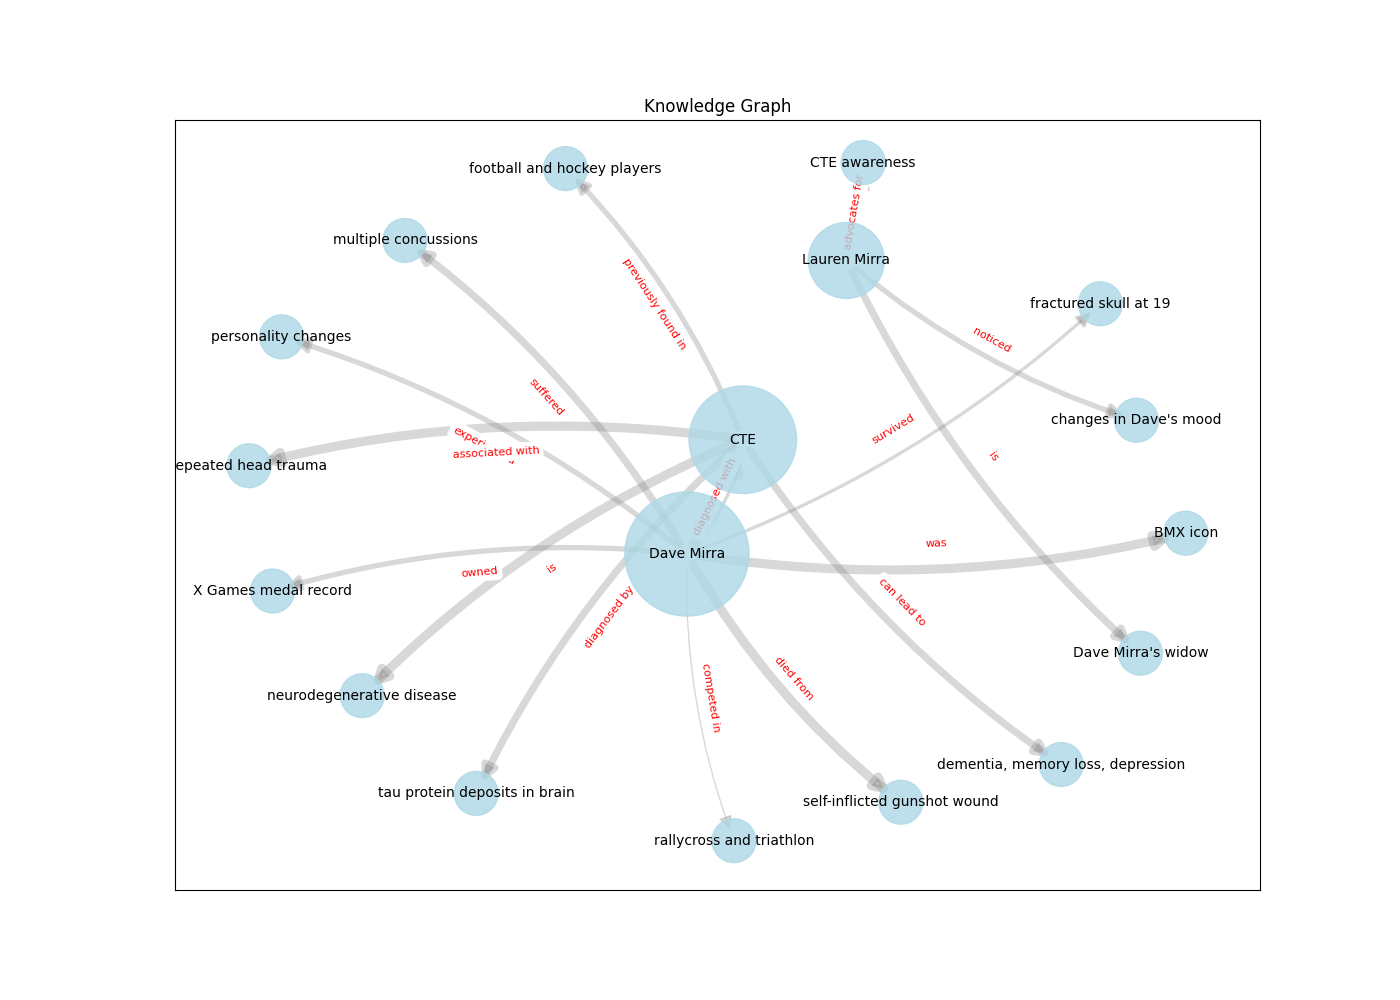 Knowledge Graph
football and hockey players
CTE awareness
advocates for
multiple concussions
Lauren Mirra
previously found in
fractured skull at 19
personality changes
noticed
suffered
changes in Dave's mood
survived
CTE
associated with
is
epeated head trauma
diagnosed with
BMX icon
was
Dave Mirra
owned
is
X Games medal record
can lead to
diagnosed by
Dave Mirra's widow
died from
neurodegenerative disease
competed in
dementia, memory loss, depression
tau protein deposits in brain
self-inflicted gunshot wound
rallycross and triathlon